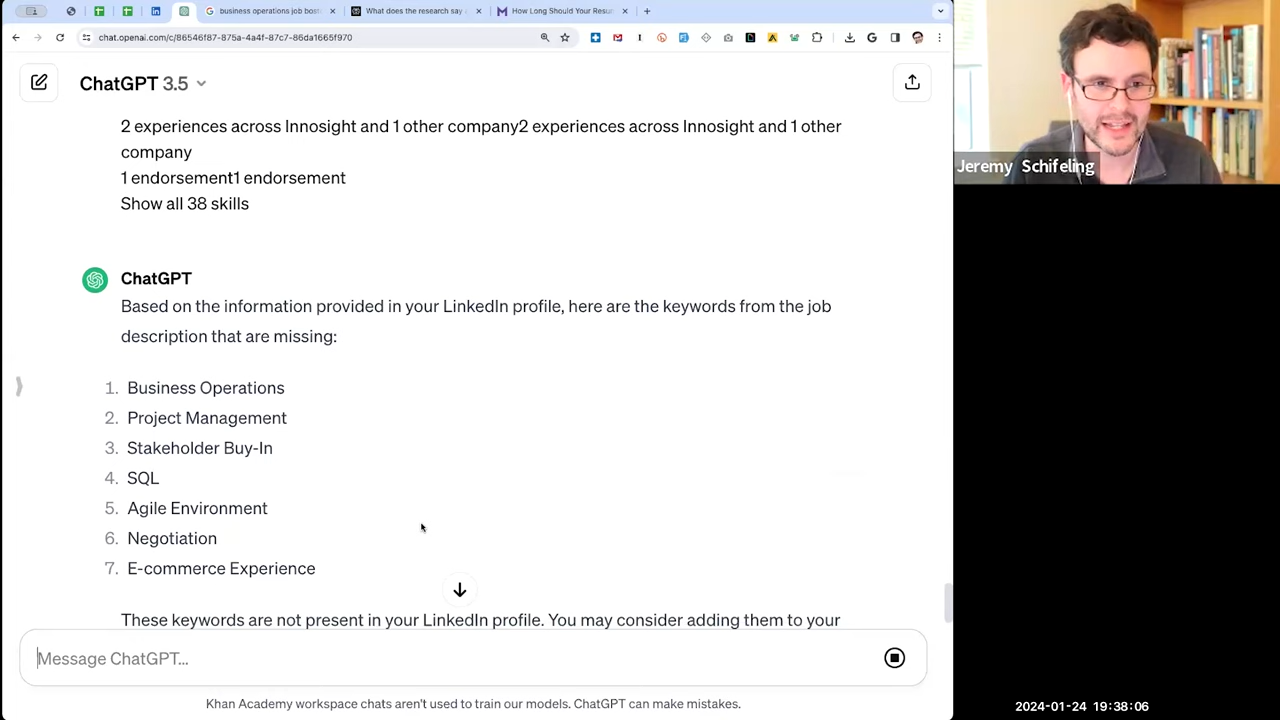 business operations job bost
What does the research say
How Long Should Your Resu
chat.openai.com/c/86546f87-875a-4a4f-87c7-86da1665f970
ChatGPT 3.5
2 experiences across Innosight and 1 other company2 experiences across Innosight and 1 other
company
1 endorsement1 endorsement
Show all 38 skills
ChatGPT
Based on the information provided in your LinkedIn profile, here are the keywords from the job
description that are missing:
1. Business Operations
2. Project Management
3. Stakeholder Buy-In
4. SQL
5. Agile Environment
6. Negotiation
7. E-commerce Experience
These keywords are not present in your LinkedIn profile. You may consider adding them to your
Message ChatGPT...
Khan Academy workspace chats aren't used to train our models. ChatGPT can make mistakes.
Jeremy Schifeling
2024-01-24 19:38:06